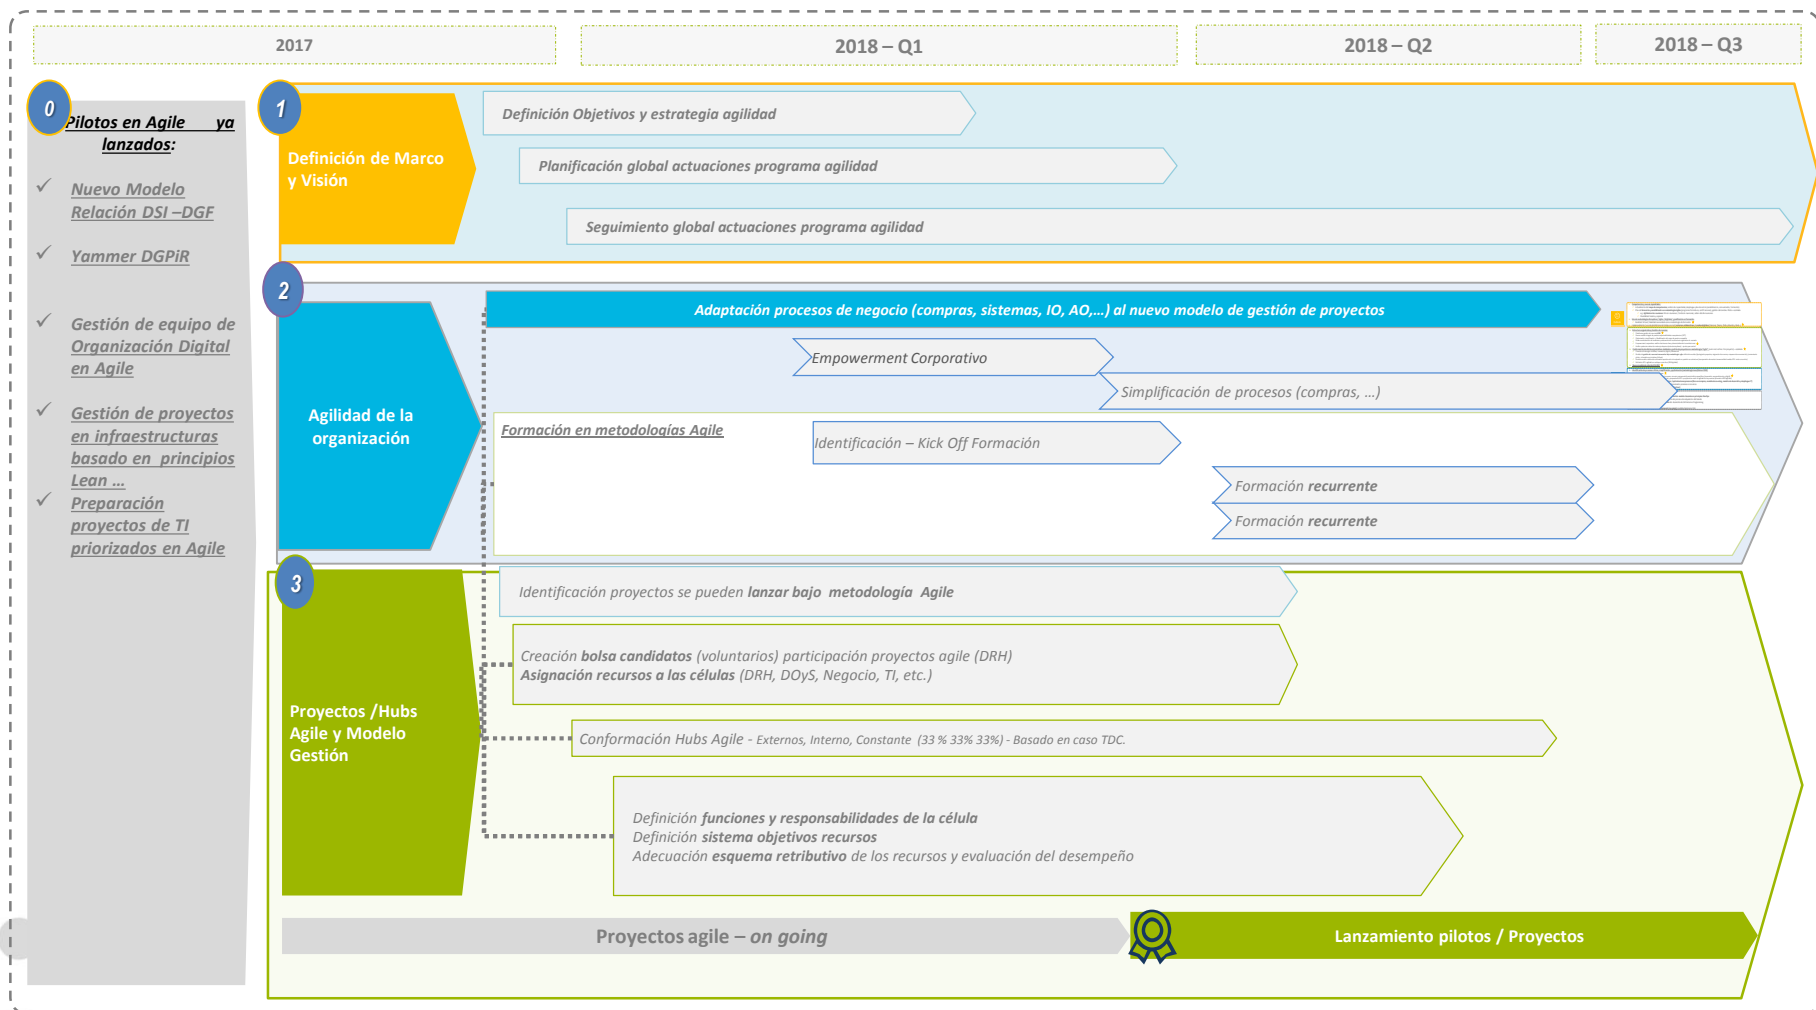 2017
2018 – Q1
2018 – Q2
2018 – Q3
0
Pilotos en Agile ya
lanzados:
✓ Nuevo Modelo
Relación DSI –DGF
✓ Yammer DGPiR
✓ Gestión de equipo de
Organización Digital
en Agile
✓ Gestión de proyectos
en infraestructuras
basado en principios
Lean …
✓ Preparación
proyectos de TI
priorizados en Agile
1
Definición de Marco
y Visión
Definición Objetivos y estrategia agilidad
Planificación global actuaciones programa agilidad
Seguimiento global actuaciones programa agilidad
2
Agilidad de la
organización
Adaptación procesos de negocio (compras, sistemas, IO, AO,…) al nuevo modelo de gestión de proyectos
Empowerment Corporativo
Simplificación de procesos (compras, …)
Formación en metodologías Agile
Identificación – Kick Off Formación
Formación recurrente
Formación recurrente
3
Proyectos /Hubs
Agile y Modelo
Gestión
Identificación proyectos se pueden lanzar bajo metodología Agile
Creación bolsa candidatos (voluntarios) participación proyectos agile (DRH)
Asignación recursos a las células (DRH, DOyS, Negocio, TI, etc.)
Conformación Hubs Agile - Externos, Interno, Constante (33 % 33% 33%) - Basado en caso TDC.
Definición funciones y responsabilidades de la célula
Definición sistema objetivos recursos
Adecuación esquema retributivo de los recursos y evaluación del desempeño
Proyectos agile – on going
Lanzamiento pilotos / Proyectos